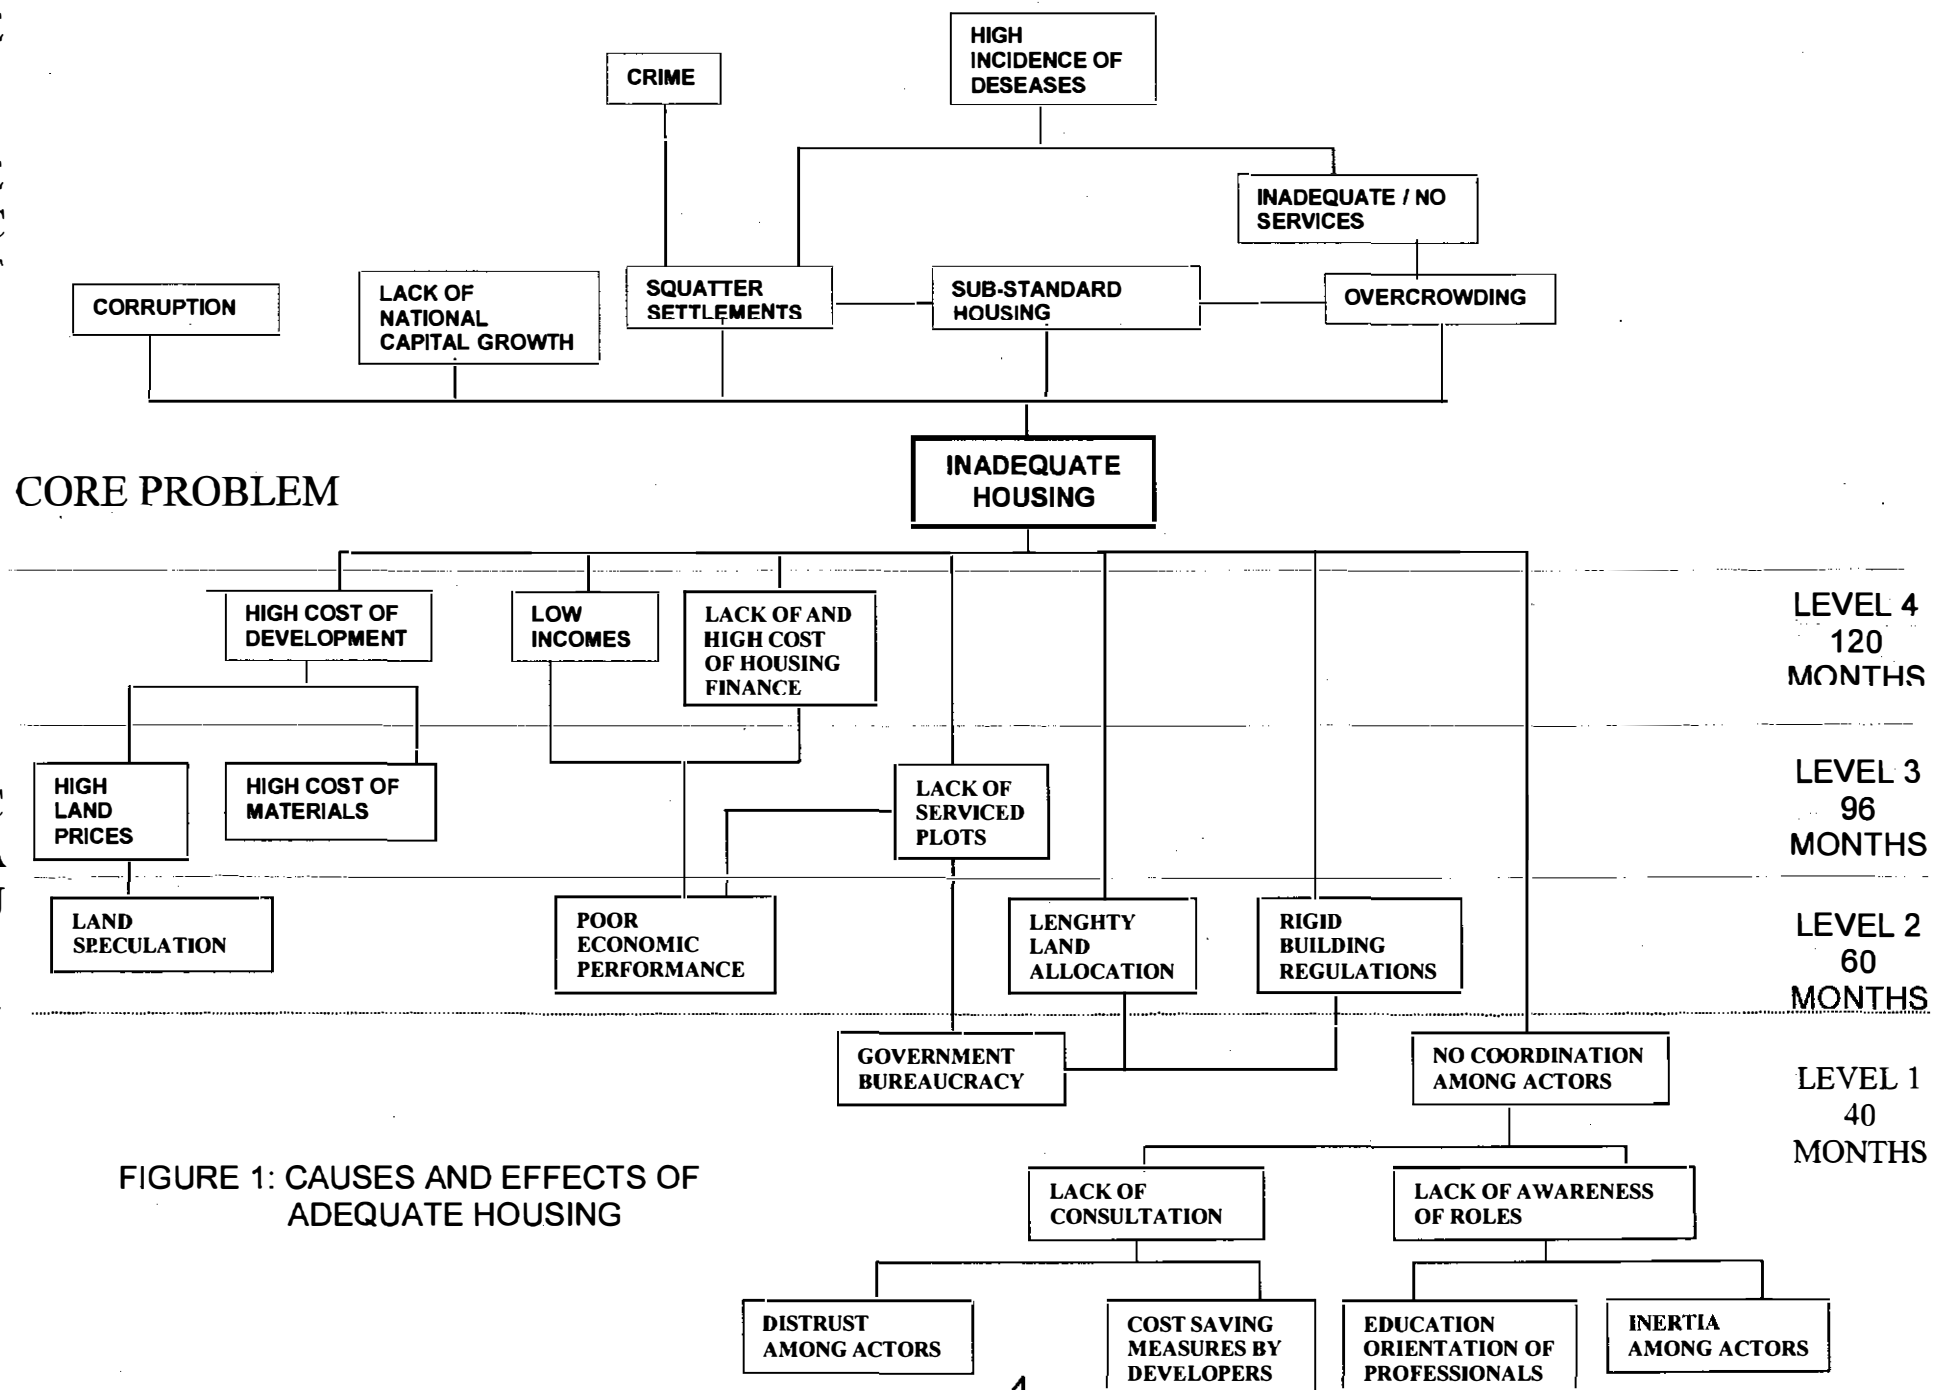 HIGH
INCIDENCE OF
DESEASES
CRIME
INADEQUATE / NO
SERVICES
CORRUPTION
LACK OF
NATIONAL
CAPITAL GROWTH
SQUATTER
SETTLEMENTS
SUB-STANDARD
HOUSING
OVERCROWDING
INADEQUATE
HOUSING
CORE PROBLEM
HIGH COST OF
DEVELOPMENT
LOW
INCOMES
LACK OF AND
HIGH COST
OF HOUSING
FINANCE
LEVEL 4
120
MONTHS
HIGH
LAND
PRICES
HIGH COST OF
MATERIALS
LACK OF
SERVICED
PLOTS
LEVEL 3
96
MONTHS
LAND
SPECULATION
POOR
ECONOMIC
PERFORMANCE
LENGHTY
LAND
ALLOCATION
RIGID
BUILDING
REGULATIONS
LEVEL 2
60
MONTHS
GOVERNMENT
BUREAUCRACY
NO COORDINATION
AMONG ACTORS
LEVEL 1
40
MONTHS
FIGURE 1: CAUSES AND EFFECTS OF
ADEQUATE HOUSING
LACK OF
CONSULTATION
LACK OF AWARENESS
OF ROLES
DISTRUST
AMONG ACTORS
COST SAVING
MEASURES BY
DEVELOPERS
EDUCATION
ORIENTATION OF
PROFESSIONALS
INERTIA
AMONG ACTORS